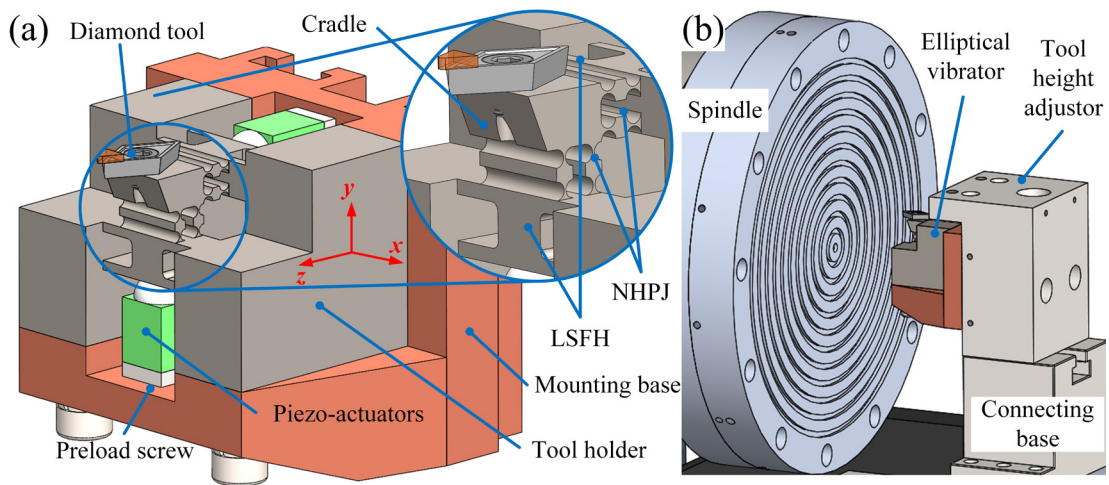 (a)
Diamond tool
Cradle
y
x
z
NHPJ
LSFH
Mounting base
Piezo-actuators
Preload screw
Tool holder
(b)
Spindle
Elliptical
vibrator
Tool
height
adjustor
Connecting
base